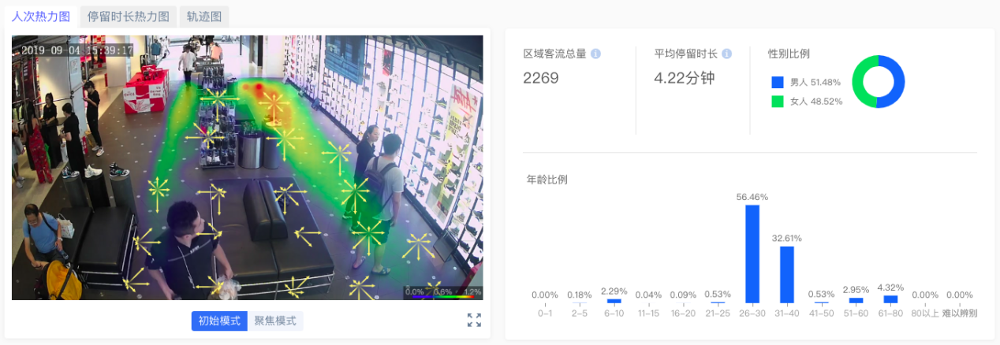 人次热力图 停留时长热力图 轨迹图
2019-09-04 15:39:17
0.0% 0.6% 1.2%
初始模式 聚焦模式
区域客流总量 平均停留时长 性别比例
2269 4.22分钟
男人 51.48%
女人 48.52%
年龄比例
0.00% 0.18% 2.29% 0.04% 0.09% 0.53% 56.46% 32.61% 0.53% 2.95% 4.32% 0.00% 0.00%
0-1 2-5 6-10 11-15 16-20 21-25 26-30 31-40 41-50 51-60 61-80 80以上 难以辨别